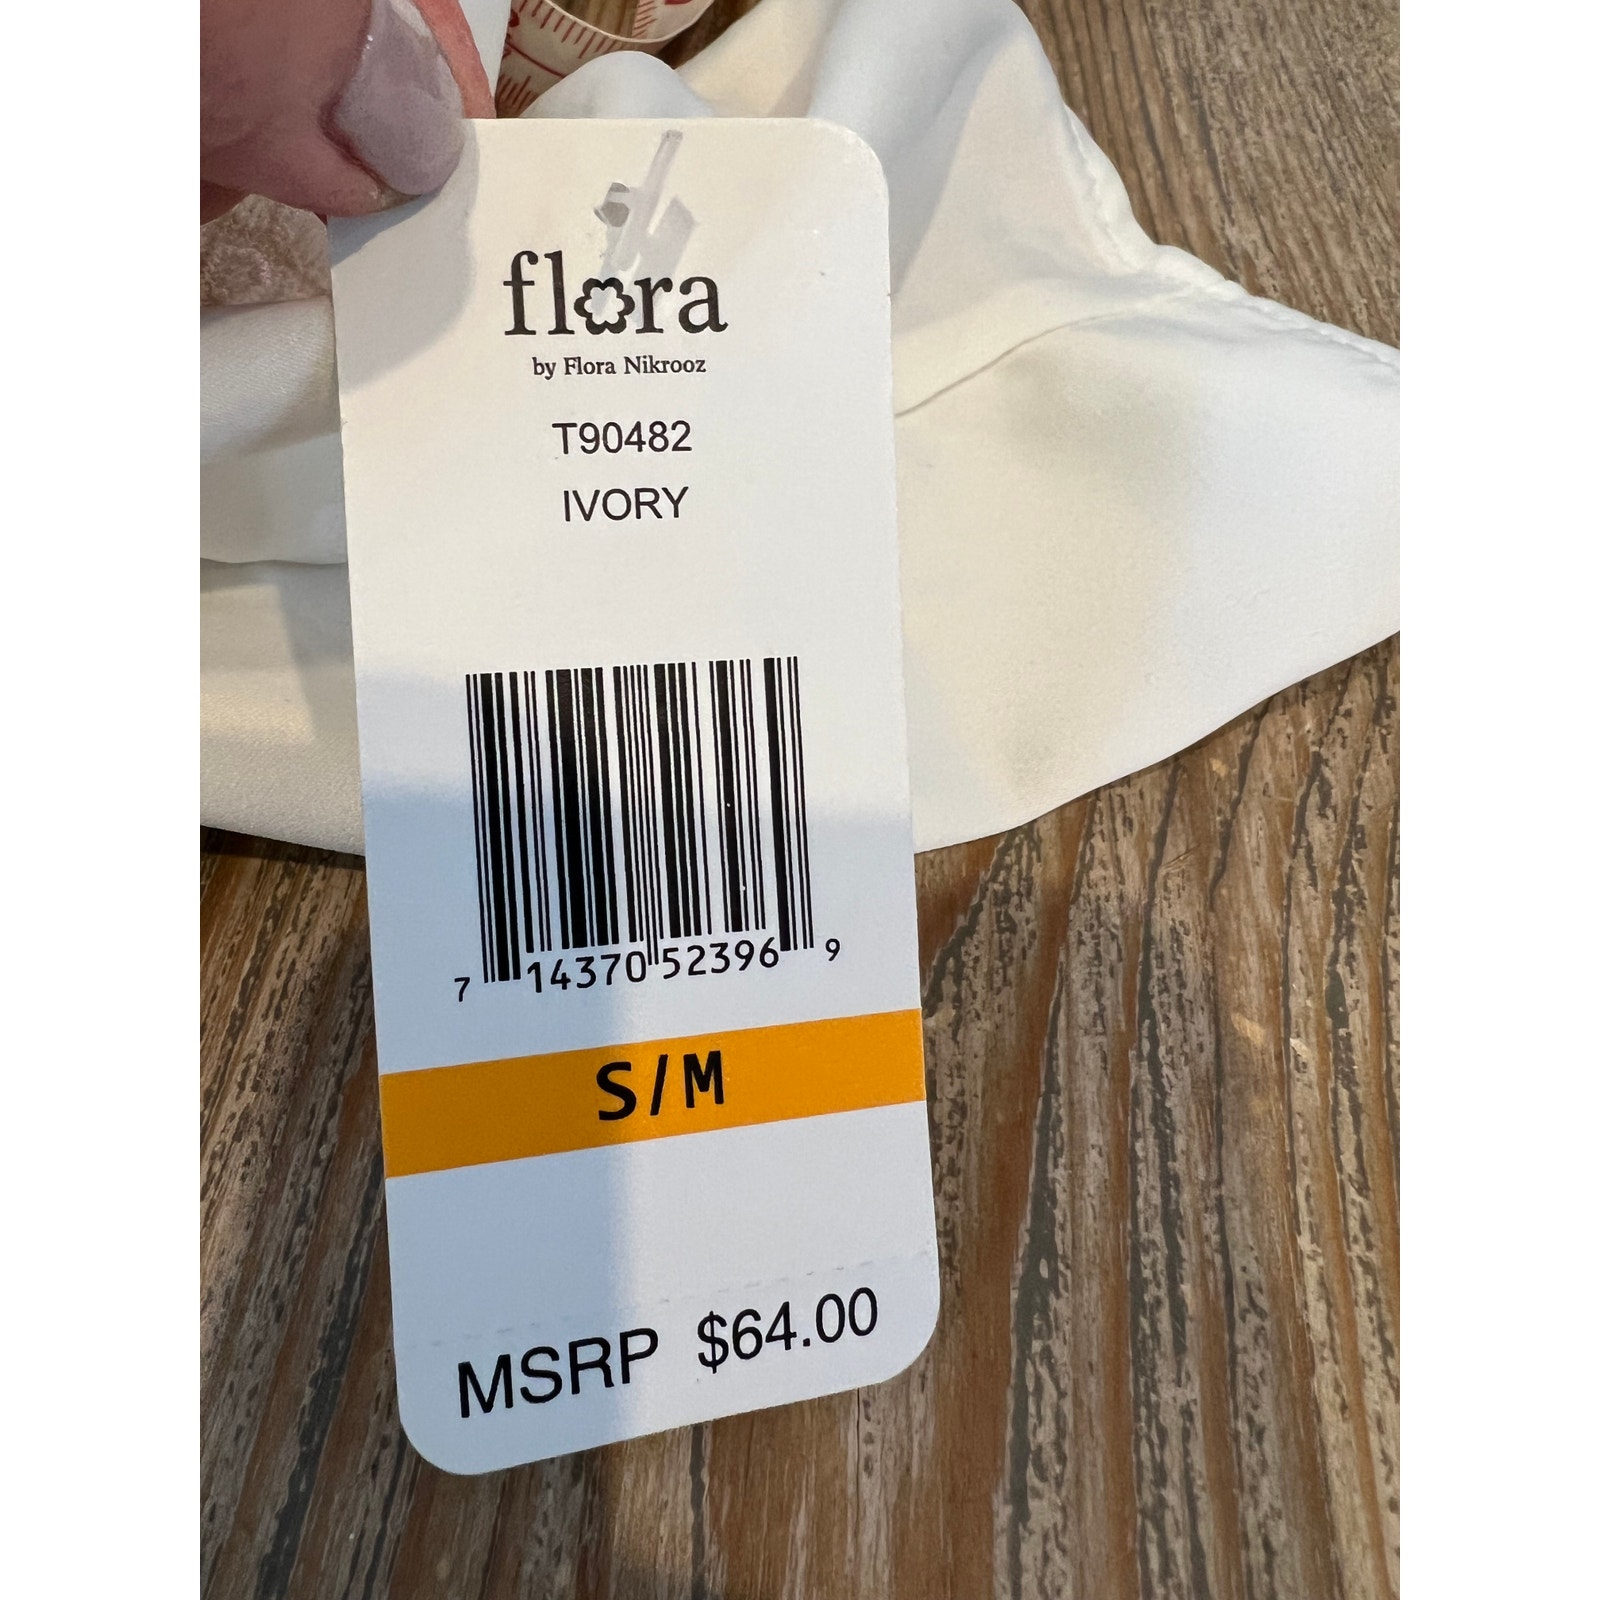 flora
by Flora Nikrooz
T90482
IVORY
7 14370 52396 9
S/M
MSRP $64.00